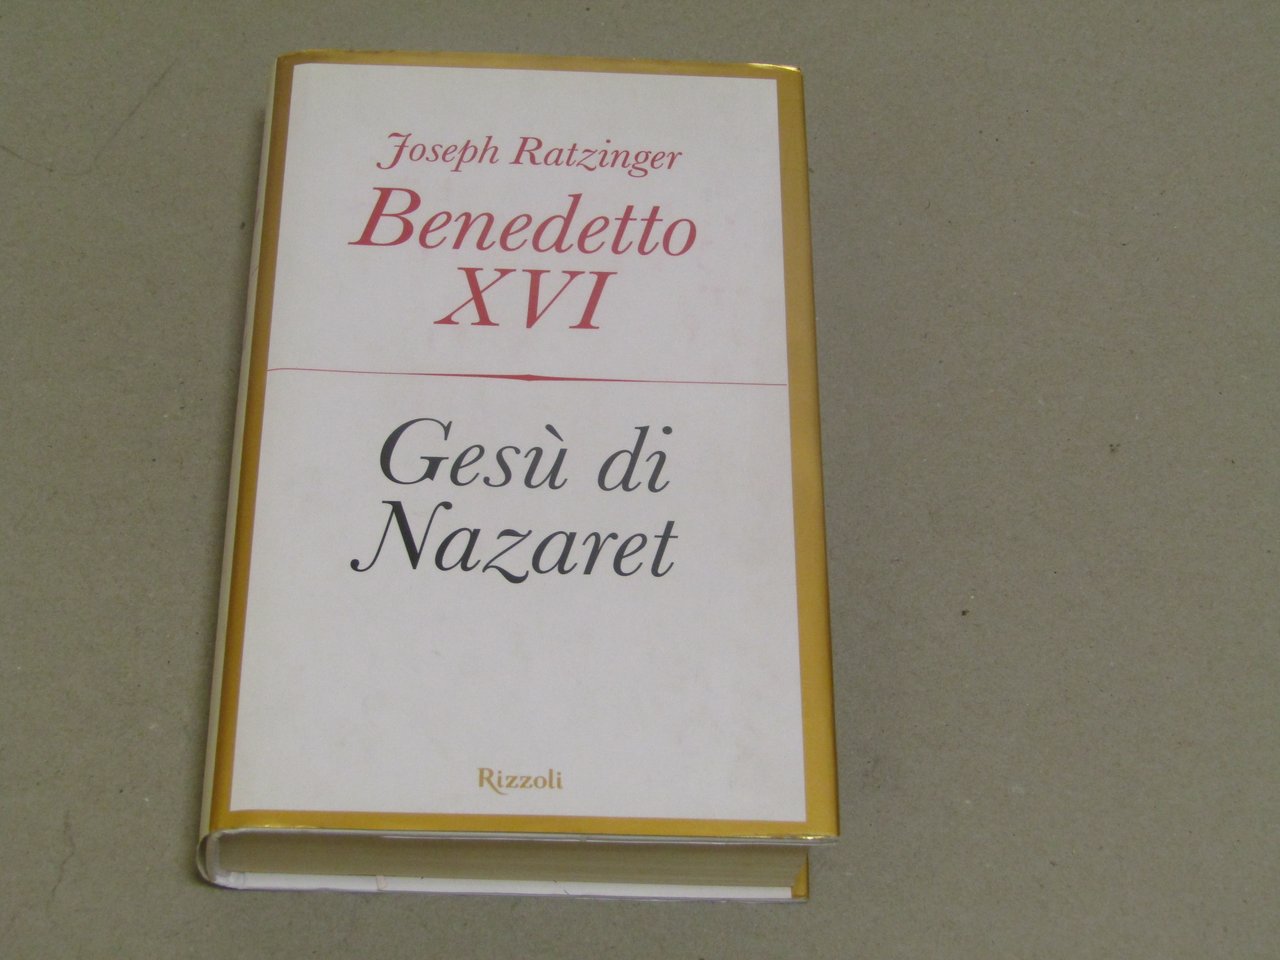 Joseph Ratzinger
Benedetto
XVI
Gesù di
Nazaret
Rizzoli